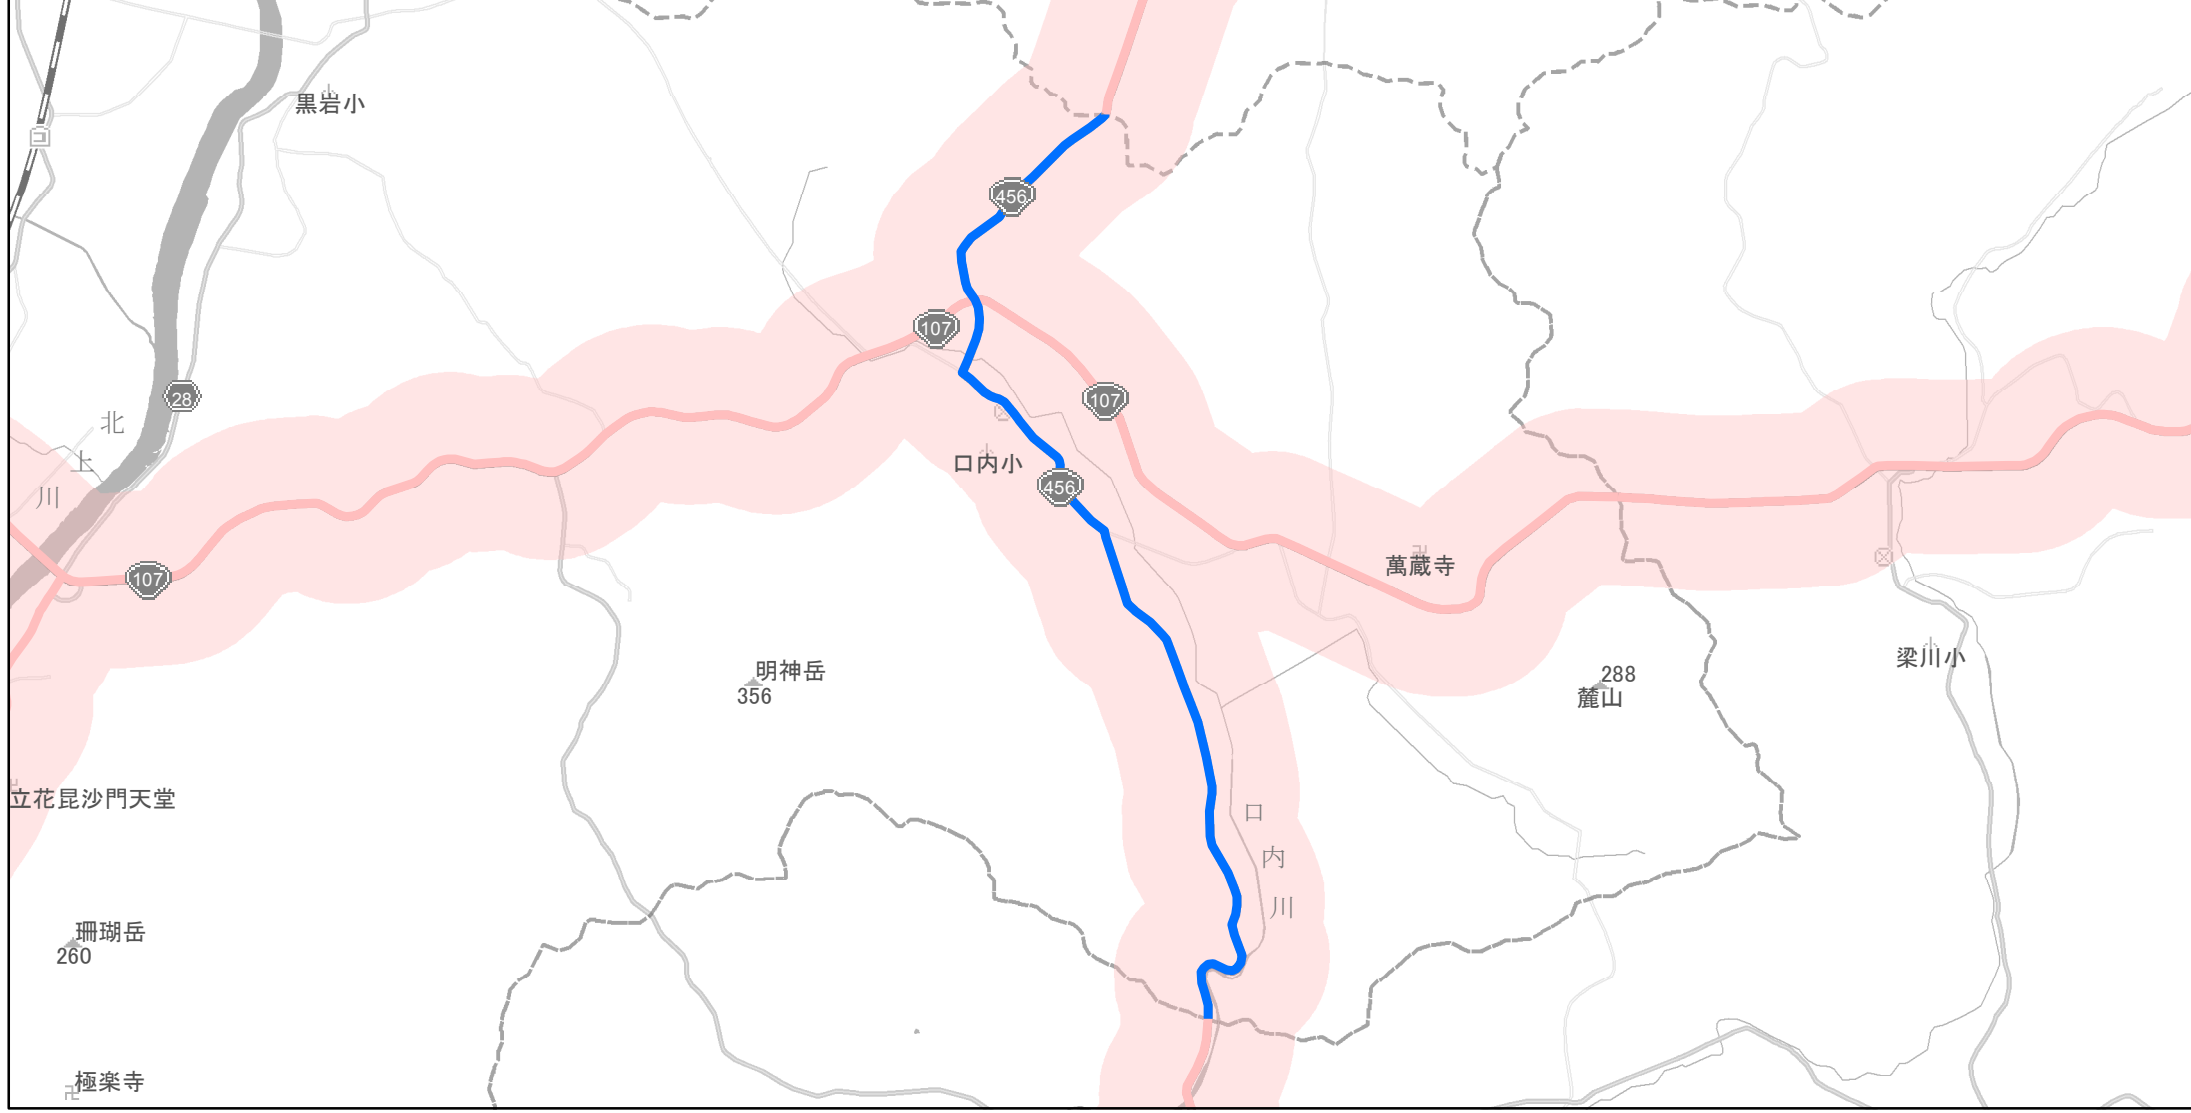 黒岩小
456
107
28
107
北
上
川
口内小
456
萬蔵寺
107
明神岳
356
288
麓山
梁川小
立花毘沙門天堂
口
内
川
珊瑚岳
260
極楽寺